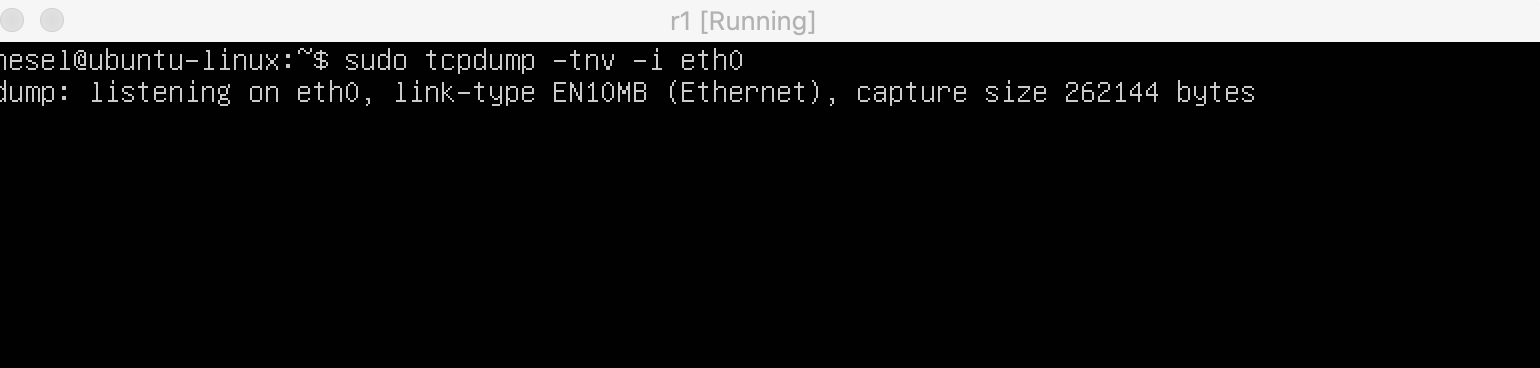 r1 [Running]
nesel@ubuntu-linux:~$ sudo tcpdump -tnv -i eth0
dump: listening on eth0, link-type EN10MB (Ethernet), capture size 262144 bytes